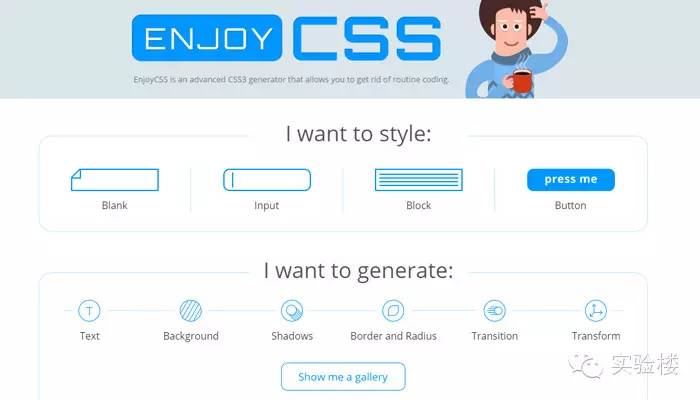 ENJOY CSS
EnjoyCSS is an advanced CSS3 generator that allows you to get rid of routine coding.
I want to style:
press me
Blank Input Block Button
I want to generate:
T
Text Background Shadows Border and Radius Transition Transform
Show me a gallery
实验楼